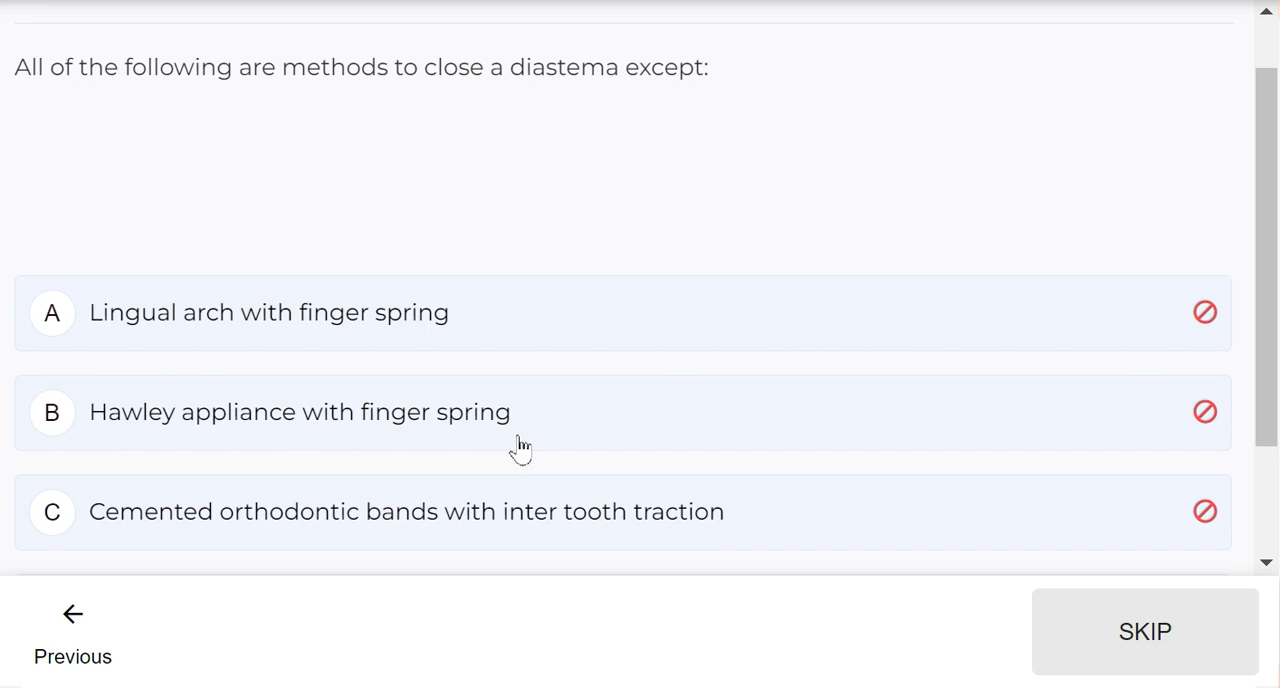 All of the following are methods to close a diastema except:
A Lingual arch with finger spring
B Hawley appliance with finger spring
C Cemented orthodontic bands with inter tooth traction
Previous
SKIP